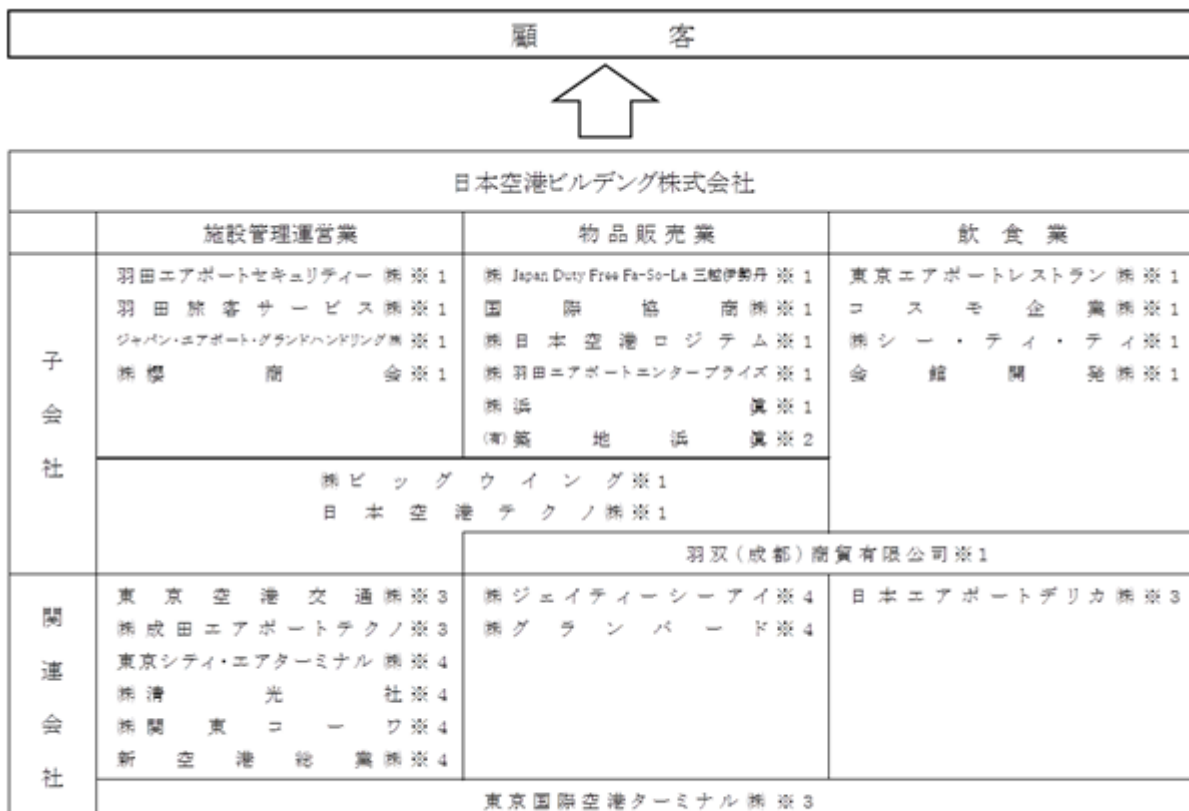 顧客
日本空港ビルデング株式会社
施設管理運営業 物品販売業 飲食業
子会社
羽田エアポートセキュリティー㈱※1
羽田旅客サービス㈱※1
ジャパン・エアポート・グランドハンドリング㈱※1
㈱櫻商会※1
㈱Japan Duty Free Fa-So-La 三越伊勢丹※1
国際協商㈱※1
㈱日本空港ロジテム※1
㈱羽田エアポートエンタープライズ※1
㈱浜眞※1
(有)築地浜眞※2
東京エアポートレストラン㈱※1
コスモ企業㈱※1
㈱シー・ティ・ティ※1
会館開発㈱※1
㈱ビッグウイング※1
日本空港テクノ㈱※1
羽双(成都)商貿有限公司※1
関連会社
東京空港交通㈱※3
㈱成田エアポートテクノ※3
東京シティ・エアターミナル㈱※4
㈱清光社※4
㈱関東コーワ※4
新空港総業㈱※4
㈱ジェイティーシーアイ※4
㈱グランバード※4
日本エアポートデリカ㈱※3
東京国際空港ターミナル㈱※3